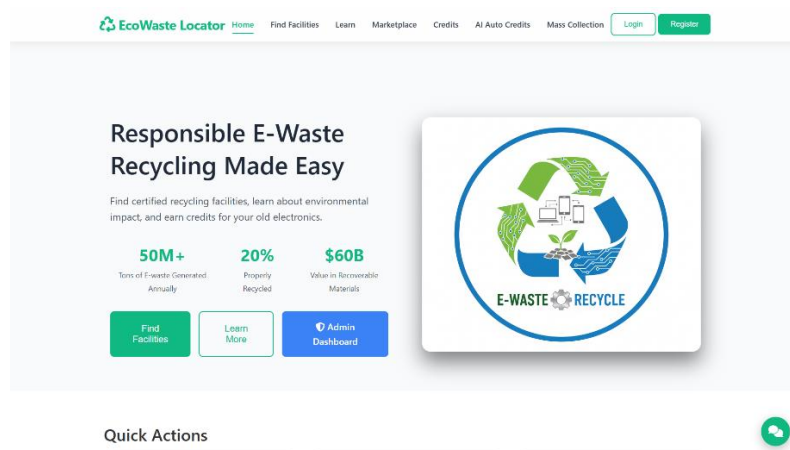 EcoWaste Locator Home Find Facilities Learn Marketplace Credits AI Auto Credits Mass Collection Login Register
Responsible E-Waste
Recycling Made Easy
Find certified recycling facilities, learn about environmental
impact, and earn credits for your old electronics.
50M+ 20% $60B
Tons of E-waste Generated Properly Value in Recoverable
Annually Recycled Materials
Find Learn Admin
Facilities More Dashboard
E-WASTE RECYCLE
Quick Actions